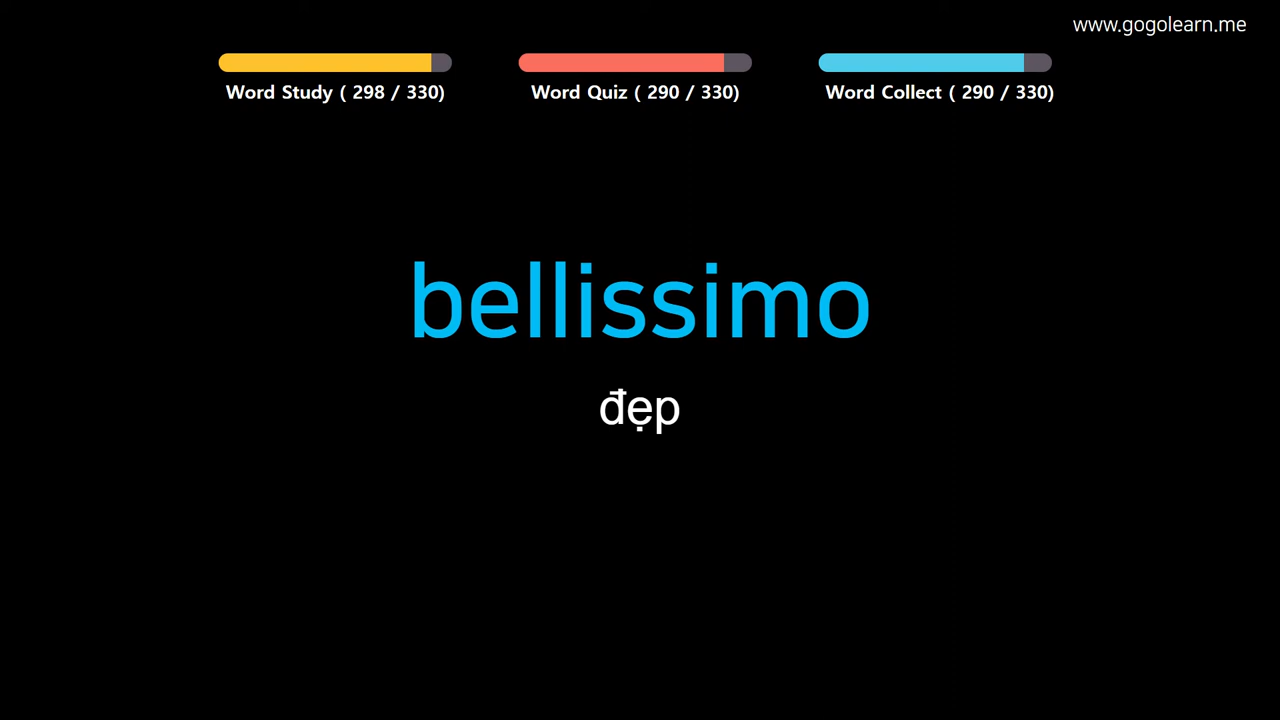 www.gogolearn.me
Word Study ( 298 / 330)
Word Quiz ( 290 / 330)
Word Collect ( 290 / 330)
bellissimo
đẹp